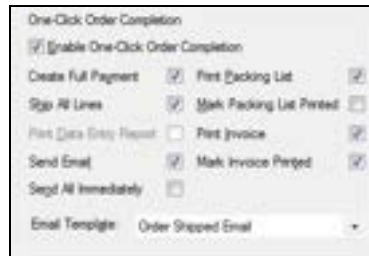 One-Click Order Completion
Enable One-Click Order Completion
Create Full Payment Print Packing List
Ship All Lines Mark Packing List Printed
Print Data Entry Report Print Invoice
Send Email Mark Invoice Printed
Send All Immediately
Email Template Order Shipped Email